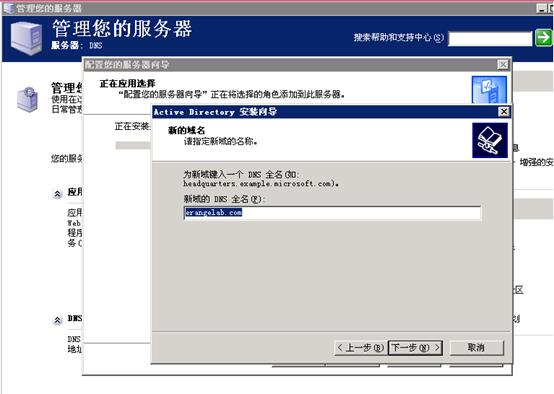 管理您的服务器
管理您的服务器
服务器: DNS
搜索帮助和支持中心(S)
配置您的服务器向导
正在应用选择
“配置您的服务器向导”正在将选择的角色添加到此服务器。
管理您
使用在
日常管
正在安装
您的服务
应用
应用
Web
程序
务(
DNS
DNS
地址
Active Directory 安装向导
新的域名
请指定新域的名称。
为新域键入一个 DNS 全名(如:
headquarters.example.microsoft.com)。
新域的 DNS 全名(F):
erangelab.com
< 上一步(B)
下一步(N) >
取消
息
增强的安
区
划